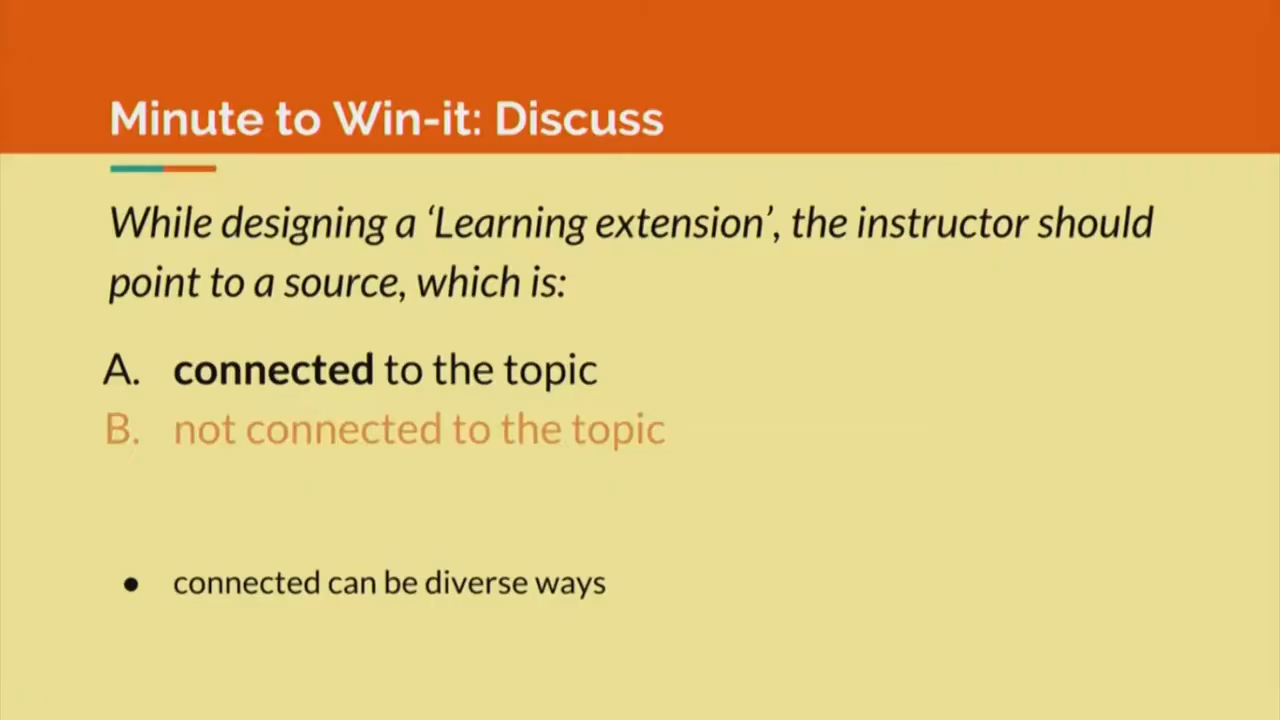 Minute to Win-it: Discuss
While designing a ‘Learning extension’, the instructor should
point to a source, which is:
A. connected to the topic
B. not connected to the topic
● connected can be diverse ways